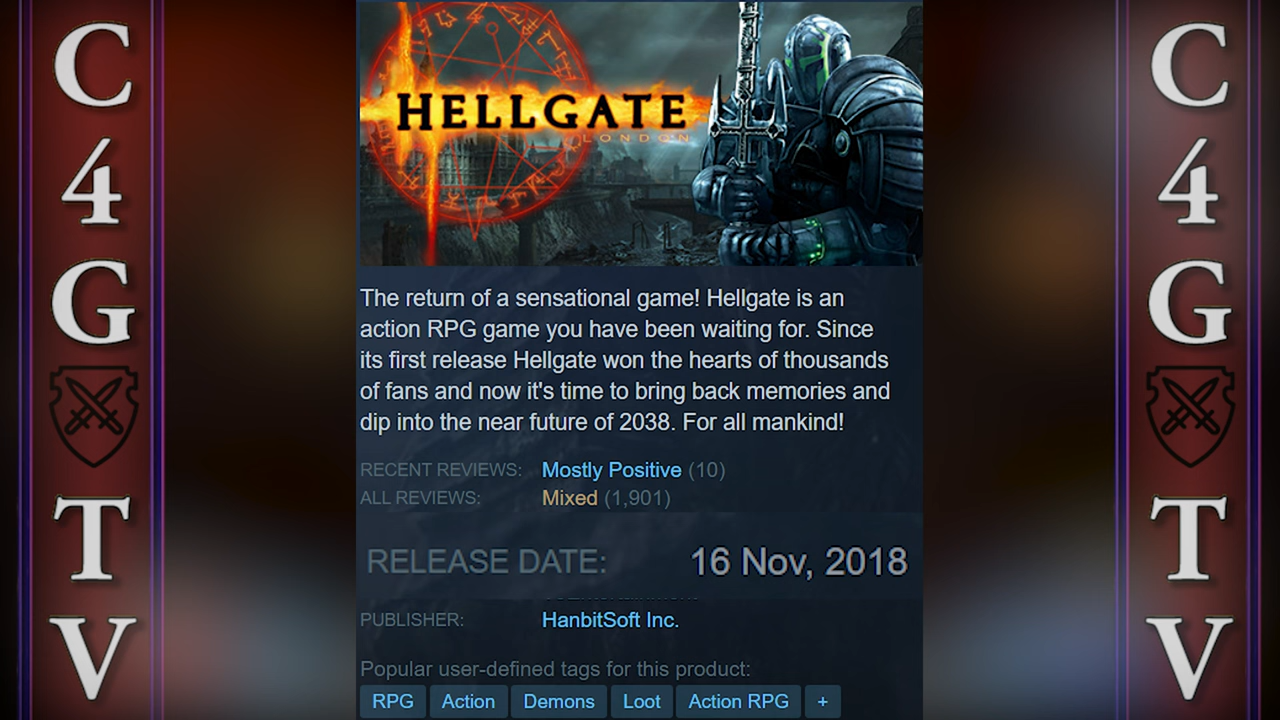 C4G TV
HELLGATE
LONDON
The return of a sensational game! Hellgate is an
action RPG game you have been waiting for. Since
its first release Hellgate won the hearts of thousands
of fans and now it's time to bring back memories and
dip into the near future of 2038. For all mankind!
RECENT REVIEWS: Mostly Positive (10)
ALL REVIEWS: Mixed (1,901)
RELEASE DATE: 16 Nov, 2018
PUBLISHER: HanbitSoft Inc.
Popular user-defined tags for this product:
RPG Action Demons Loot Action RPG +
C4G TV